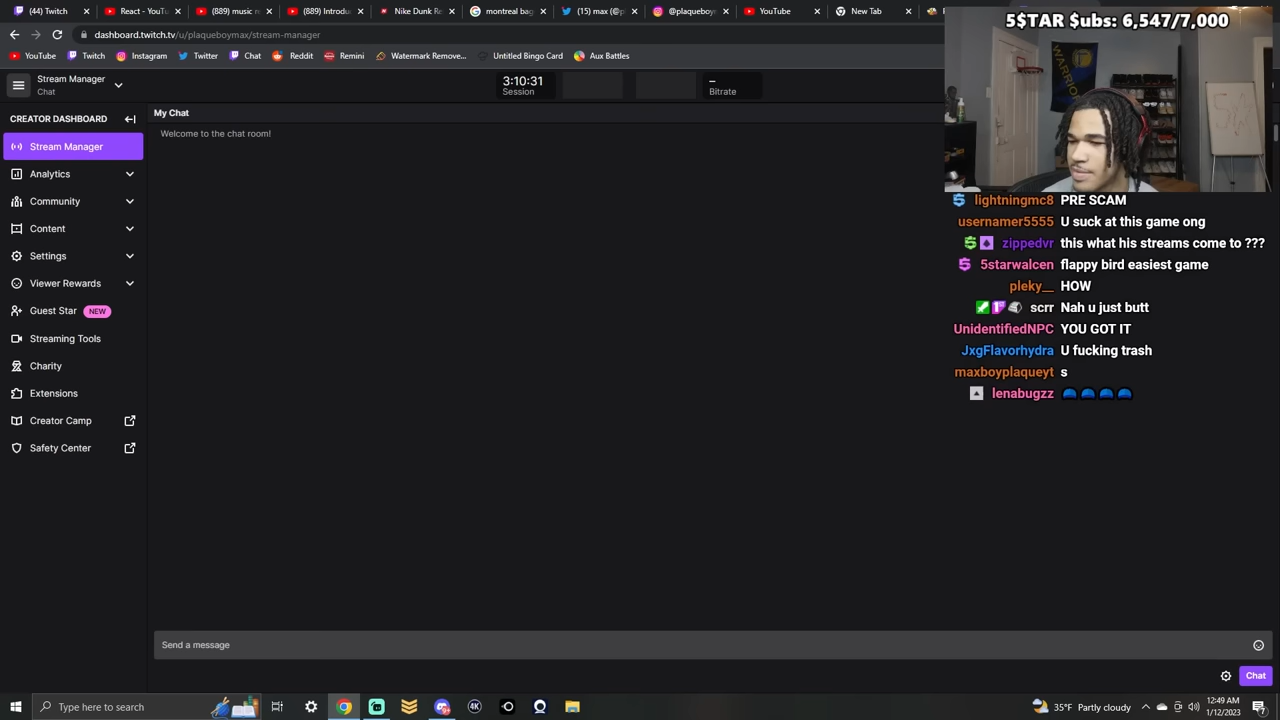 (44) Twitch
React - YouTu
(889) music n
(889) Introdu
Nike Dunk Re
montreal bag
(15) max (@p
@plaqueboym
YouTube
New Tab
5$TAR $ubs: 6,547/7,000
dashboard.twitch.tv/u/plaqueboymax/stream-manager
YouTube
Twitch
Instagram
Twitter
Chat
Reddit
Remini
Watermark Remove...
Untitled Bingo Card
Aux Battles
Stream Manager
Chat
3:10:31
Session
–
Bitrate
CREATOR DASHBOARD
My Chat
Welcome to the chat room!
Stream Manager
Analytics
Community
Content
Settings
Viewer Rewards
Guest Star NEW
Streaming Tools
Charity
Extensions
Creator Camp
Safety Center
WARRIOR
lightningmc8 PRE SCAM
usernamer5555 U suck at this game ong
zippedvr this what his streams come to ???
5starwalcen flappy bird easiest game
pleky__ HOW
scrr Nah u just butt
UnidentifiedNPC YOU GOT IT
JxgFlavorhydra U fucking trash
maxboyplaqueyt s
lenabugzz
Send a message
Chat
Type here to search
4K
35°F Partly cloudy
12:49 AM
1/12/2023
7